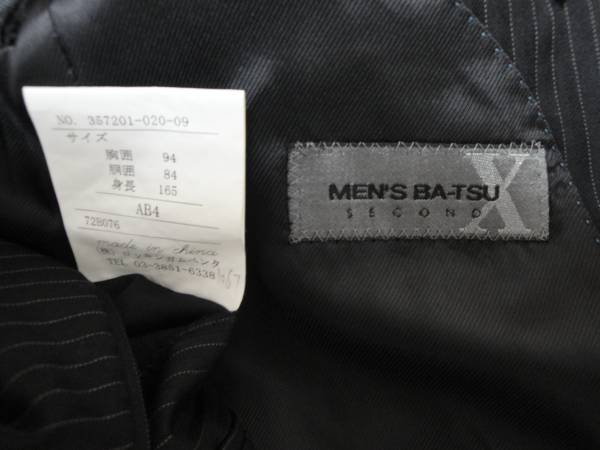 NO. 357201-020-09
サイズ
胸囲 94
胴囲 84
身長 165
AB4
72B076
made in china
TEL 03-3851-6338
MEN'S BA-TSU
SECOND
X